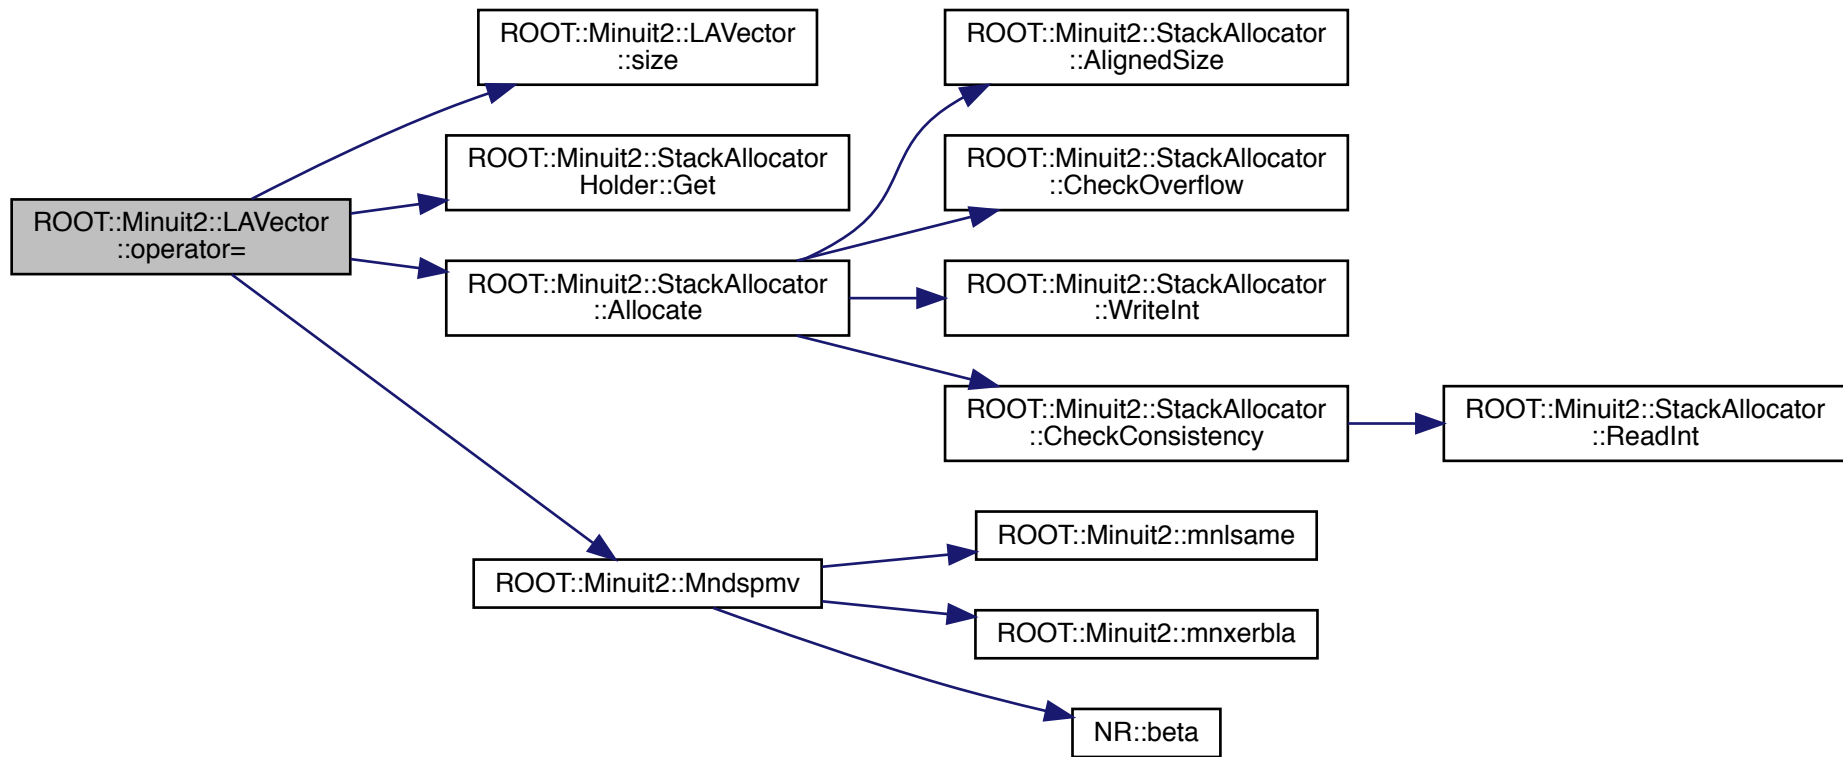 ROOT::Minuit2::LAVector
::operator=
ROOT::Minuit2::LAVector
::size
ROOT::Minuit2::StackAllocator
Holder::Get
ROOT::Minuit2::StackAllocator
::Allocate
ROOT::Minuit2::Mndspmv
ROOT::Minuit2::StackAllocator
::AlignedSize
ROOT::Minuit2::StackAllocator
::CheckOverflow
ROOT::Minuit2::StackAllocator
::WriteInt
ROOT::Minuit2::StackAllocator
::CheckConsistency
ROOT::Minuit2::StackAllocator
::ReadInt
ROOT::Minuit2::mnlsame
ROOT::Minuit2::mnxerbla
NR::beta